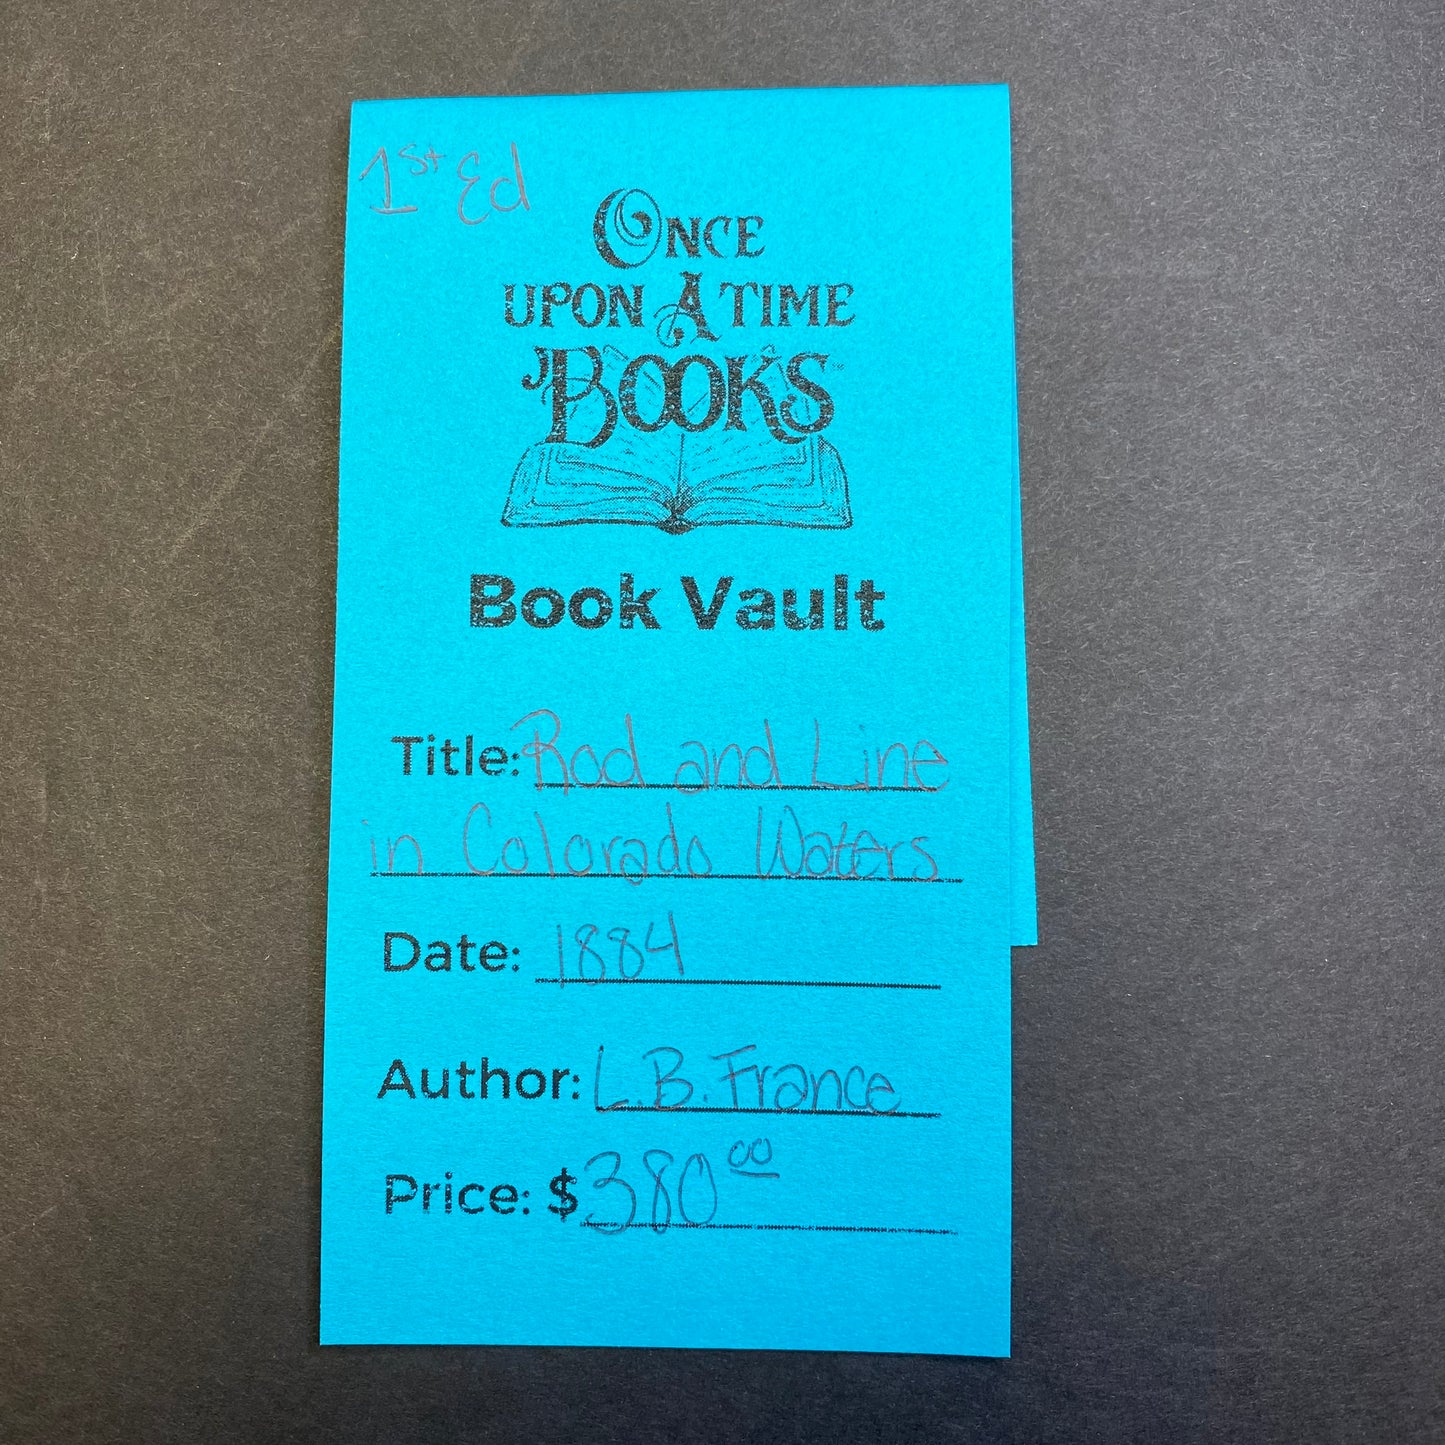 1st Ed
ONCE
UPON A TIME
BOOKS™
Book Vault
Title: Rod and Line
in Colorado Waters
Date: 1884
Author: L.B. France
Price: $380.00